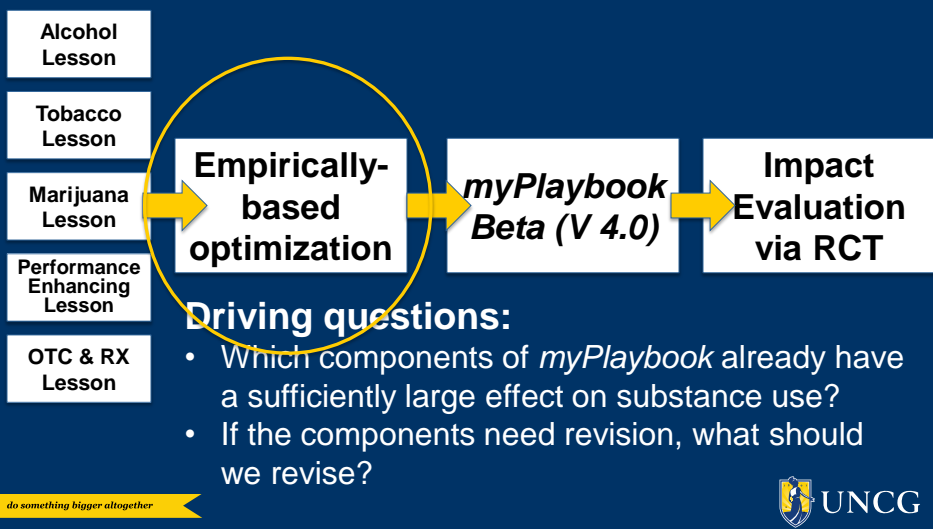 Alcohol
Lesson
Tobacco
Lesson
Marijuana
Lesson
Performance
Enhancing
Lesson
OTC & RX
Lesson
Empirically-
based
optimization
myPlaybook
Beta (V 4.0)
Impact
Evaluation
via RCT
Driving questions:
• Which components of myPlaybook already have
a sufficiently large effect on substance use?
• If the components need revision, what should
we revise?
do something bigger altogether
UNCG